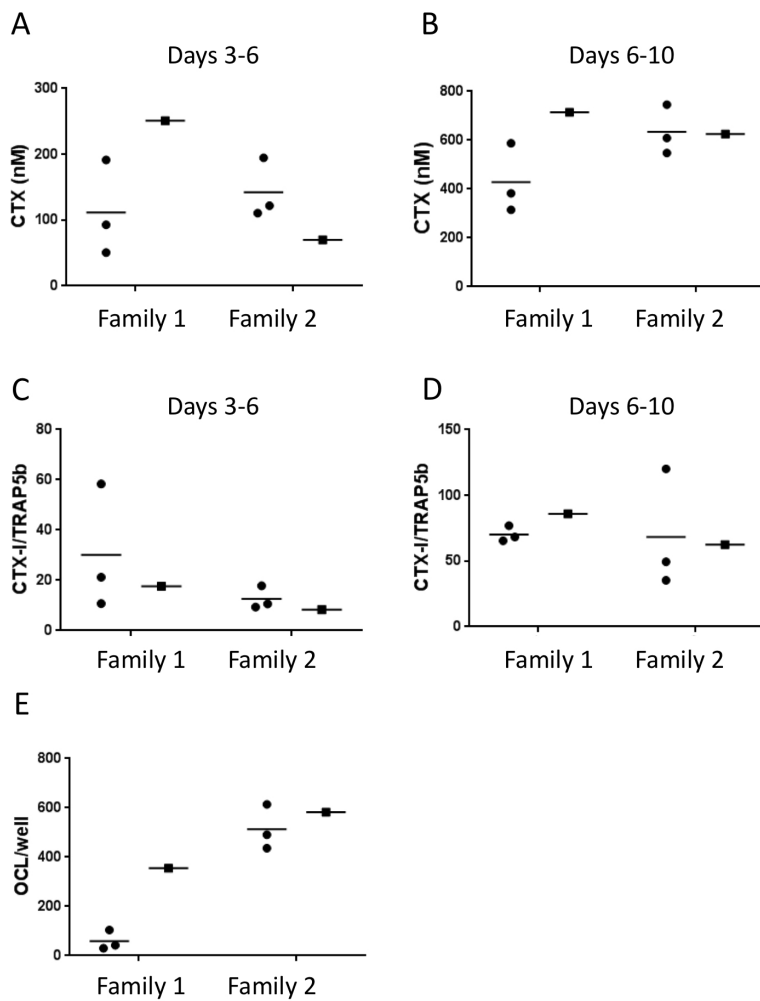 A
Days 3-6
CTX (nM)
300
200
100
0
Family 1 Family 2
B
Days 6-10
CTX (nM)
800
600
400
200
0
Family 1 Family 2
C
Days 3-6
CTX-I/TRAP5b
80
60
40
20
0
Family 1 Family 2
D
Days 6-10
CTX-I/TRAP5b
150
100
50
0
Family 1 Family 2
E
OCL/well
800
600
400
200
0
Family 1 Family 2